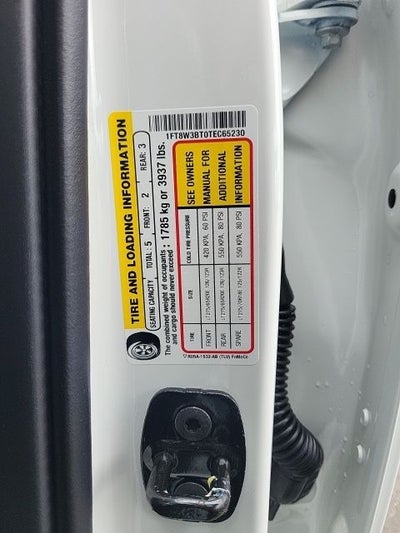 1FT8W3BT0TEC65230
TIRE AND LOADING INFORMATION
SEATING CAPACITY TOTAL: 5 FRONT: 2 REAR: 3
The combined weight of occupants and cargo should never exceed : 1785 kg or 3937 lbs.
TIRE SIZE COLD TIRE PRESSURE
FRONT 420 KPA, 60 PSI
REAR 550 KPA, 80 PSI
SPARE 550 KPA, 80 PSI
SEE OWNERS
MANUAL FOR
ADDITIONAL
INFORMATION